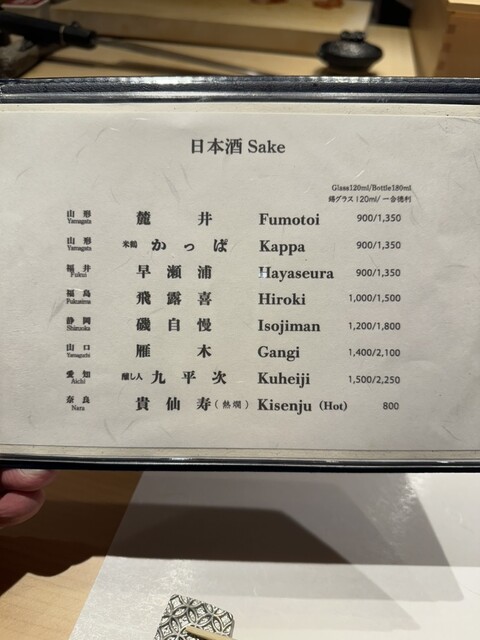 日本酒 Sake
Glass120ml/Bottle180ml
錫グラス120ml/一合徳利
山形 Yamagata 麓井 Fumotoi 900/1,350
山形 Yamagata 米鶴 かっぱ Kappa 900/1,350
福井 Fukui 早瀬浦 Hayaseura 900/1,350
福島 Fukusima 飛露喜 Hiroki 1,000/1,500
静岡 Shizuoka 磯自慢 Isojiman 1,200/1,800
山口 Yamaguchi 雁木 Gangi 1,400/2,100
愛知 Aichi 醸し人 九平次 Kuheiji 1,500/2,250
奈良 Nara 貴仙寿(熱燗) Kisenju (Hot) 800